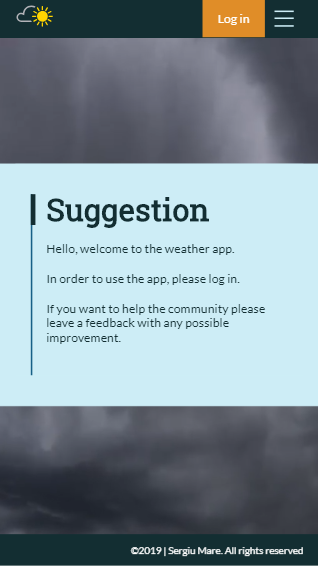 Log in
Suggestion
Hello, welcome to the weather app.
In order to use the app, please log in.
If you want to help the community please
leave a feedback with any possible
improvement.
©2019 | Sergiu Mare. All rights reserved